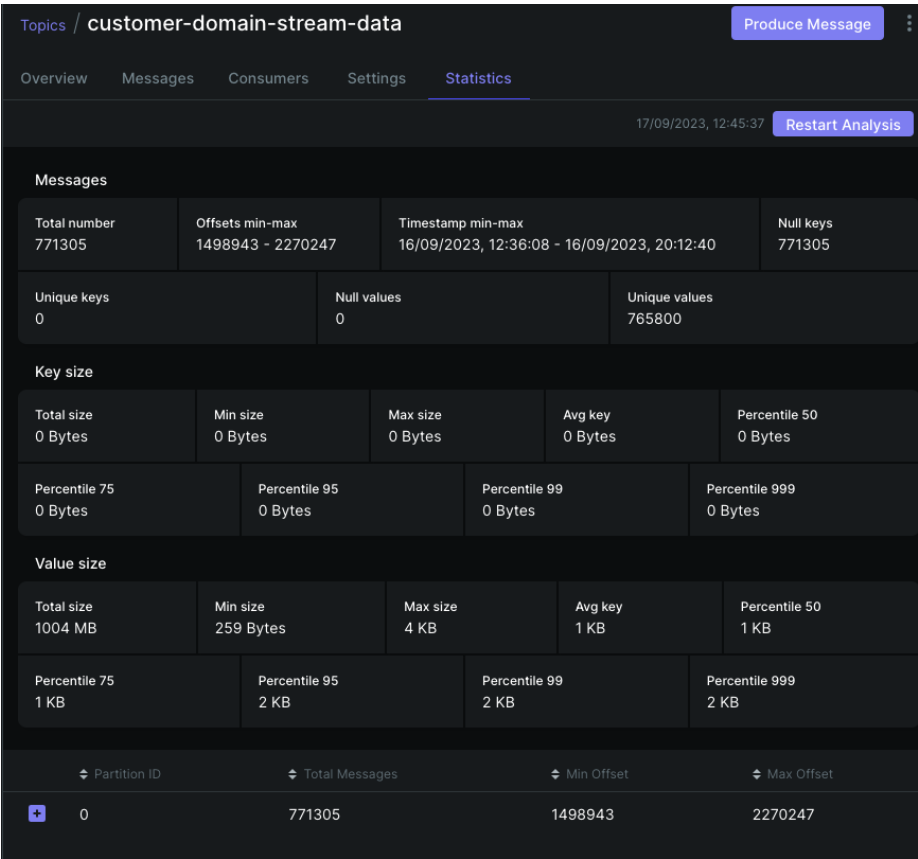 Topics / customer-domain-stream-data Produce Message
Overview Messages Consumers Settings Statistics
17/09/2023, 12:45:37 Restart Analysis
Messages
Total number Offsets min-max Timestamp min-max Null keys
771305 1498943 - 2270247 16/09/2023, 12:36:08 - 16/09/2023, 20:12:40 771305
Unique keys Null values Unique values
0 0 765800
Key size
Total size Min size Max size Avg key Percentile 50
0 Bytes 0 Bytes 0 Bytes 0 Bytes 0 Bytes
Percentile 75 Percentile 95 Percentile 99 Percentile 999
0 Bytes 0 Bytes 0 Bytes 0 Bytes
Value size
Total size Min size Max size Avg key Percentile 50
1004 MB 259 Bytes 4 KB 1 KB 1 KB
Percentile 75 Percentile 95 Percentile 99 Percentile 999
1 KB 2 KB 2 KB 2 KB
Partition ID Total Messages Min Offset Max Offset
0 771305 1498943 2270247